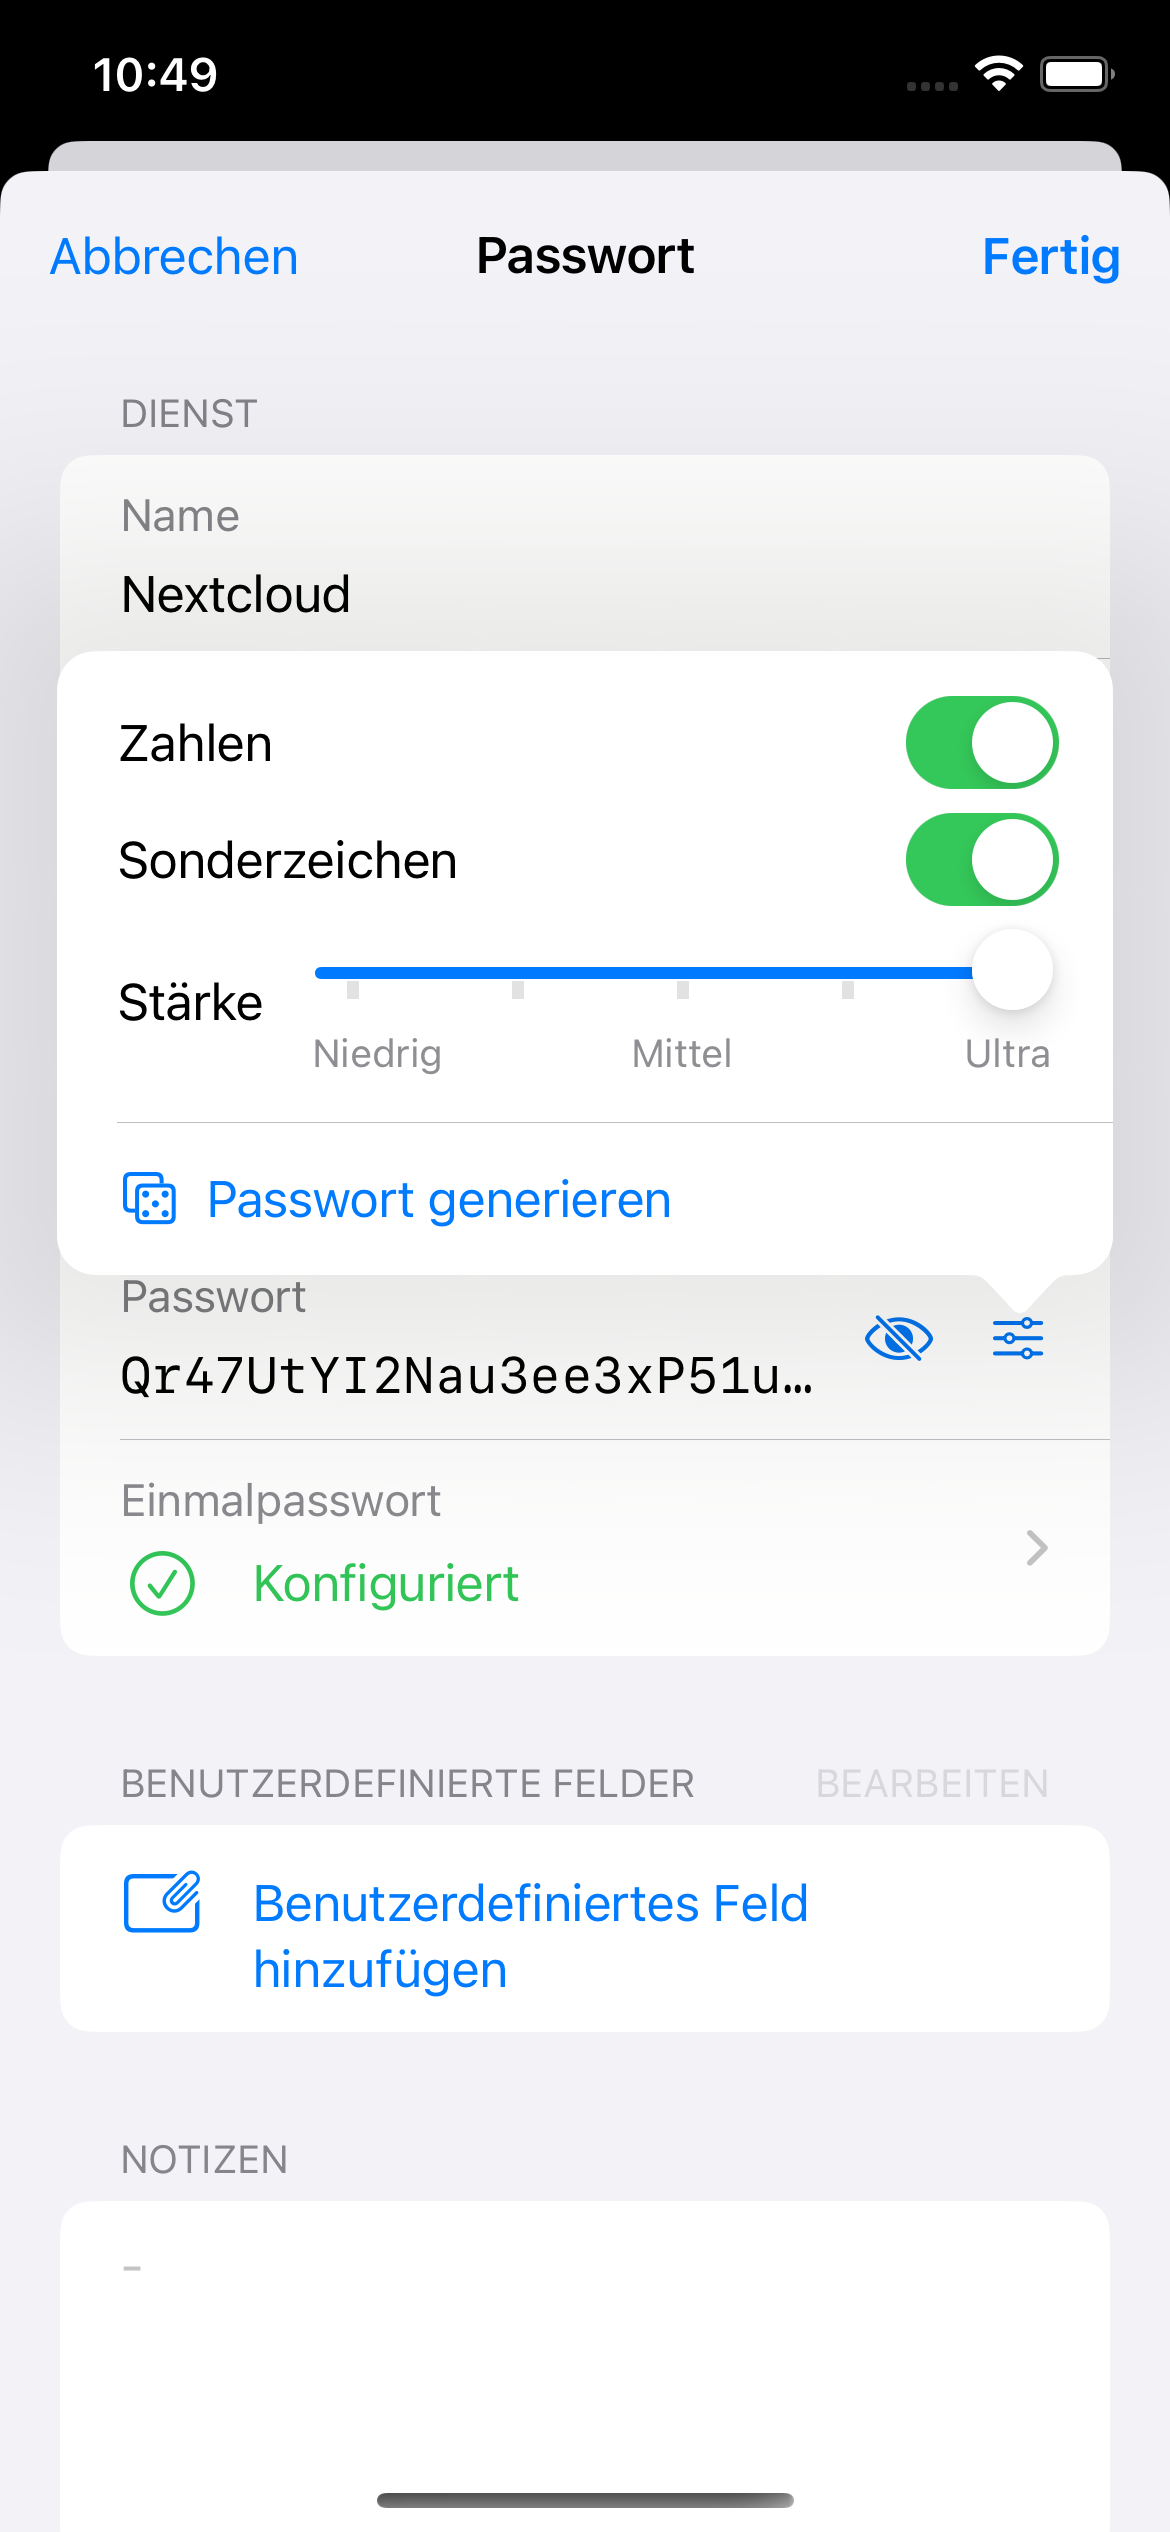 10:49
Abbrechen Passwort Fertig
DIENST
Name
Nextcloud
Zahlen
Sonderzeichen
Stärke
Niedrig Mittel Ultra
Passwort generieren
Passwort
Qr47UtYI2Nau3ee3xP51u…
Einmalpasswort
Konfiguriert
BENUTZERDEFINIERTE FELDER BEARBEITEN
Benutzerdefiniertes Feld
hinzufügen
NOTIZEN
-